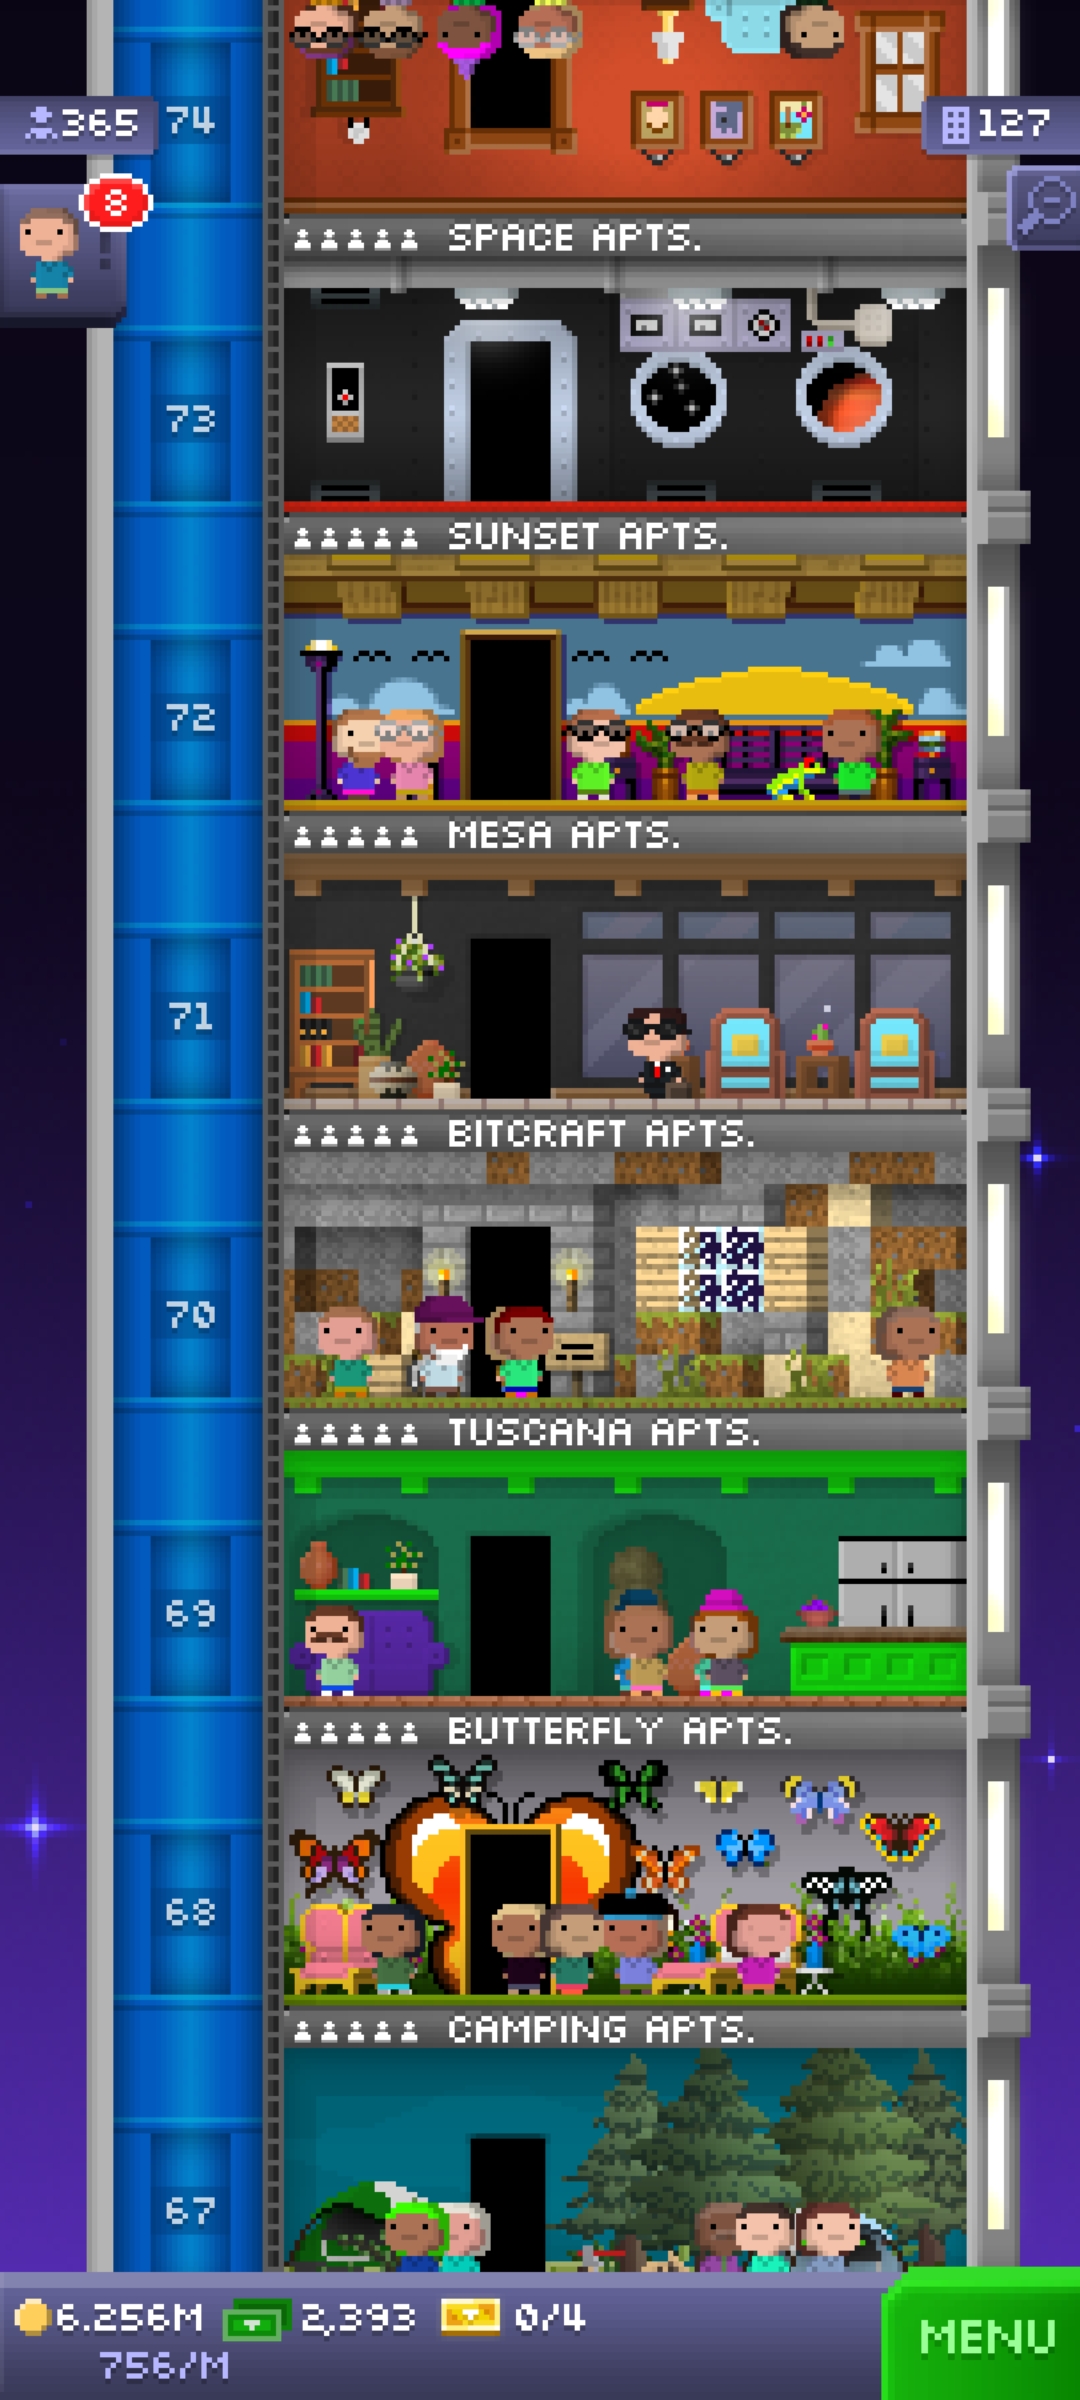 74
365
127
8
SPACE APTS.
73
SUNSET APTS.
72
MESA APTS.
71
BITCRAFT APTS.
70
TUSCANA APTS.
69
BUTTERFLY APTS.
68
CAMPING APTS.
67
6.256M 2,393 0/4
756/M
MENU